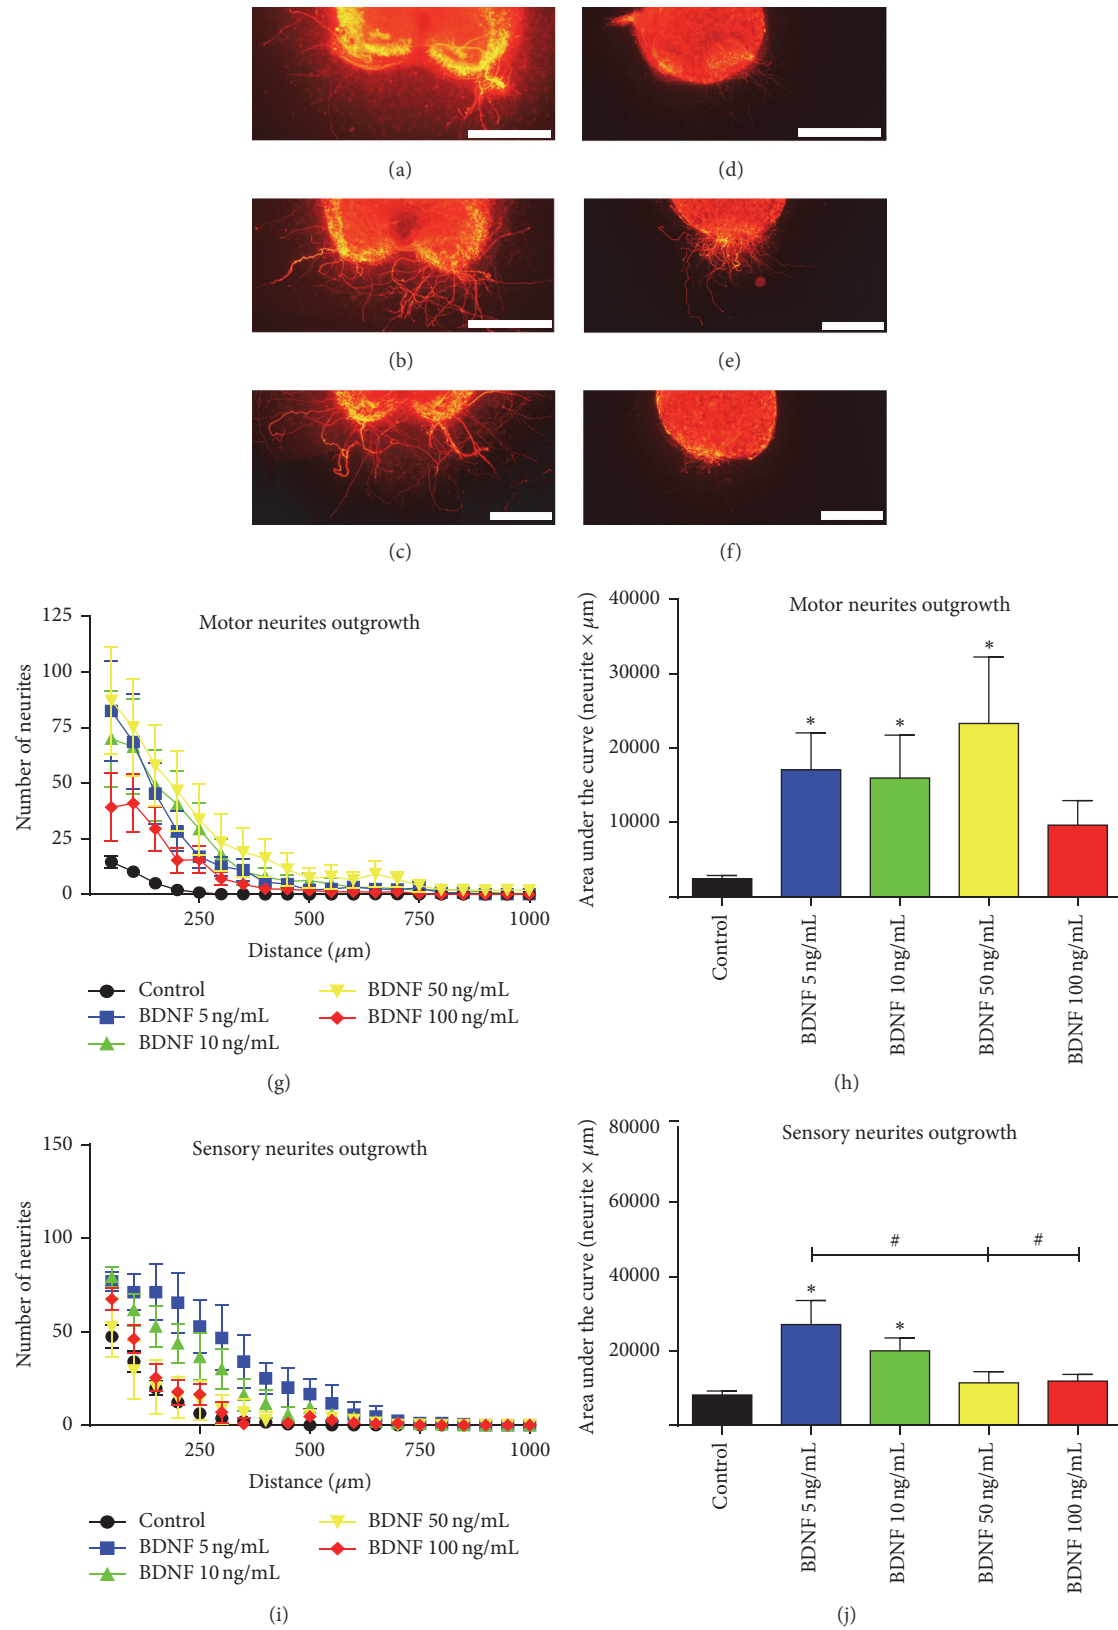 (a)
(d)
(b)
(e)
(c)
(f)
Motor neurites outgrowth
Number of neurites
125
100
75
50
25
0
250
500
750
1000
Distance (μm)
Control
BDNF 5 ng/mL
BDNF 10 ng/mL
BDNF 50 ng/mL
BDNF 100 ng/mL
(g)
Motor neurites outgrowth
Area under the curve (neurite × μm)
40000
30000
20000
10000
*
*
*
Control
BDNF 5 ng/mL
BDNF 10 ng/mL
BDNF 50 ng/mL
BDNF 100 ng/mL
(h)
Sensory neurites outgrowth
Number of neurites
150
100
50
0
250
500
750
1000
Distance (μm)
Control
BDNF 5 ng/mL
BDNF 10 ng/mL
BDNF 50 ng/mL
BDNF 100 ng/mL
(i)
Sensory neurites outgrowth
Area under the curve (neurite × μm)
80000
60000
40000
20000
#
#
*
*
Control
BDNF 5 ng/mL
BDNF 10 ng/mL
BDNF 50 ng/mL
BDNF 100 ng/mL
(j)